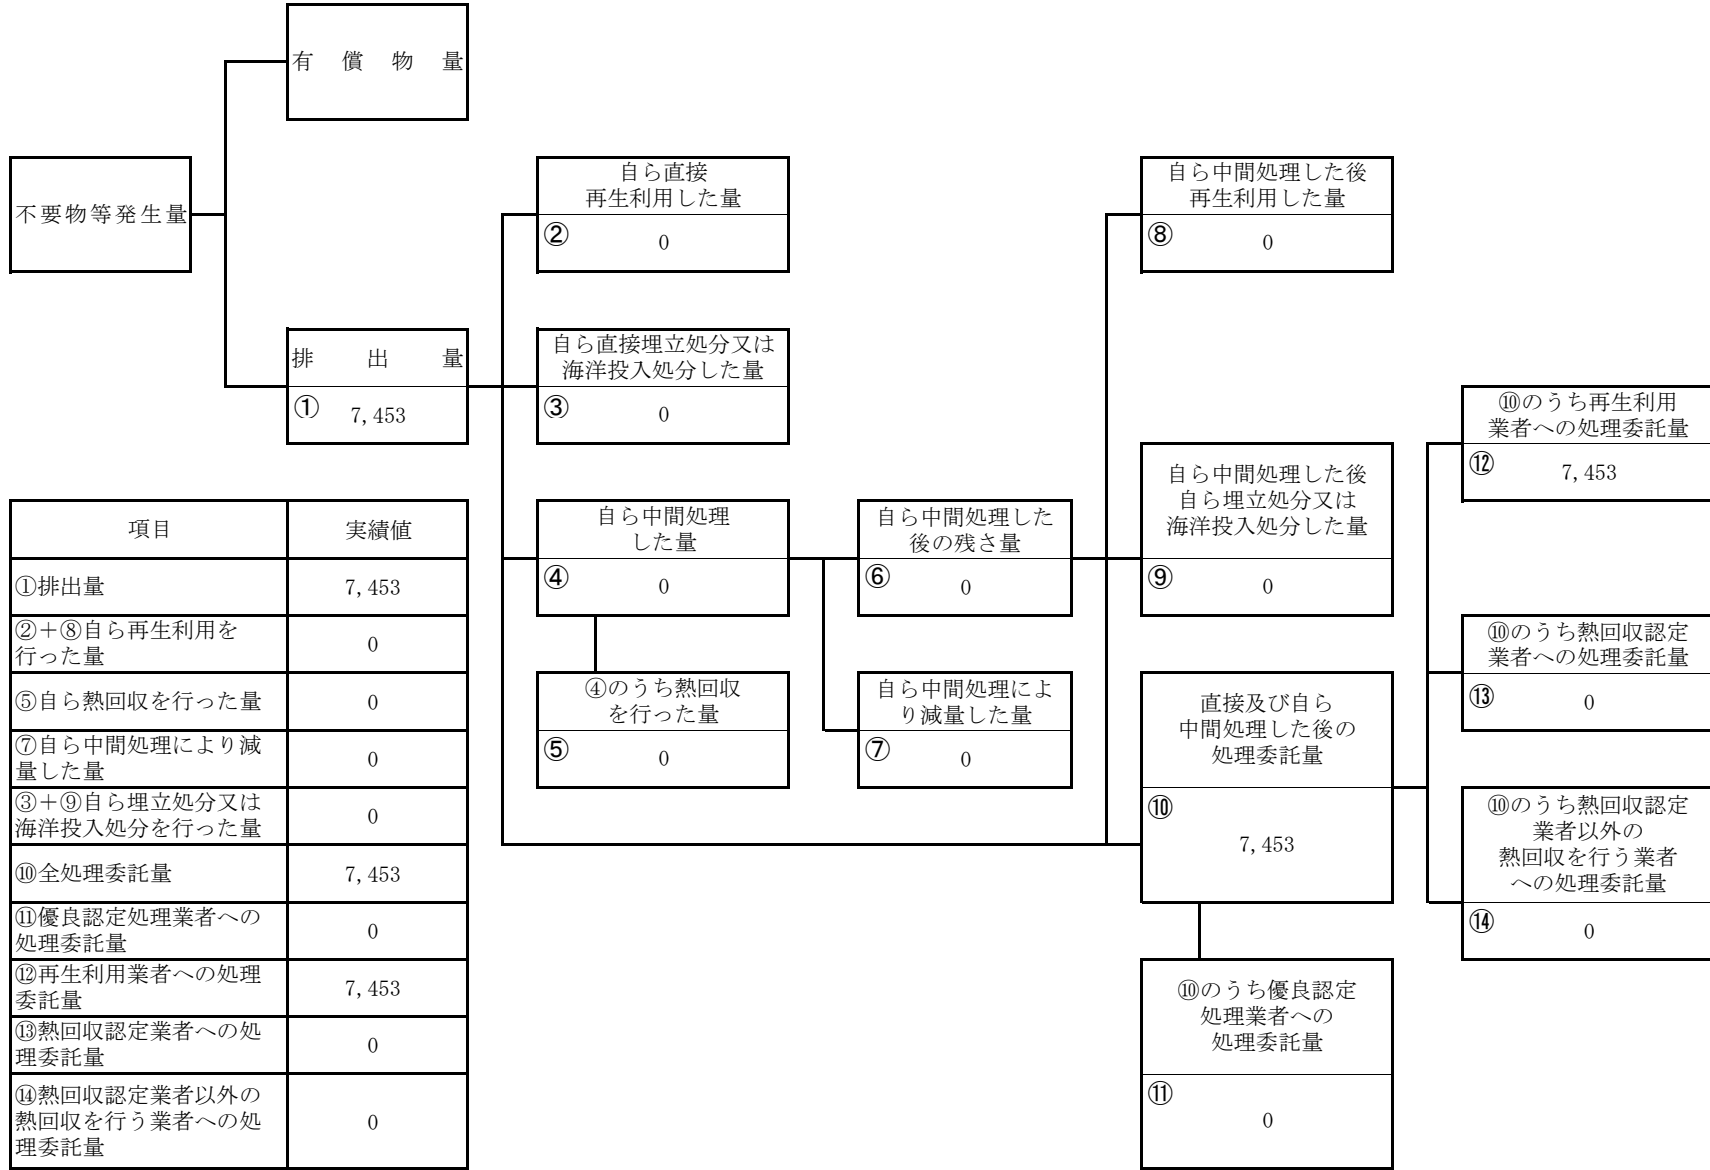 有償物量
不要物等発生量
自ら直接
再生利用した量
② 0
自ら中間処理した後
再生利用した量
⑧ 0
排出量
① 7,453
自ら直接埋立処分又は
海洋投入処分した量
③ 0
⑩のうち再生利用
業者への処理委託量
⑫ 7,453
自ら中間処理
した量
④ 0
自ら中間処理した
後の残さ量
⑥ 0
自ら中間処理した後
自ら埋立処分又は
海洋投入処分した量
⑨ 0
⑩のうち熱回収認定
業者への処理委託量
⑬ 0
④のうち熱回収
を行った量
⑤ 0
自ら中間処理によ
り減量した量
⑦ 0
直接及び自ら
中間処理した後の
処理委託量
⑩
7,453
⑩のうち熱回収認定
業者以外の
熱回収を行う業者
への処理委託量
⑭ 0
⑩のうち優良認定
処理業者への
処理委託量
⑪
0
項目 実績値
①排出量 7,453
②＋⑧自ら再生利用を
行った量 0
⑤自ら熱回収を行った量 0
⑦自ら中間処理により減
量した量 0
③＋⑨自ら埋立処分又は
海洋投入処分を行った量 0
⑩全処理委託量 7,453
⑪優良認定処理業者への
処理委託量 0
⑫再生利用業者への処理
委託量 7,453
⑬熱回収認定業者への処
理委託量 0
⑭熱回収認定業者以外の
熱回収を行う業者への処
理委託量 0